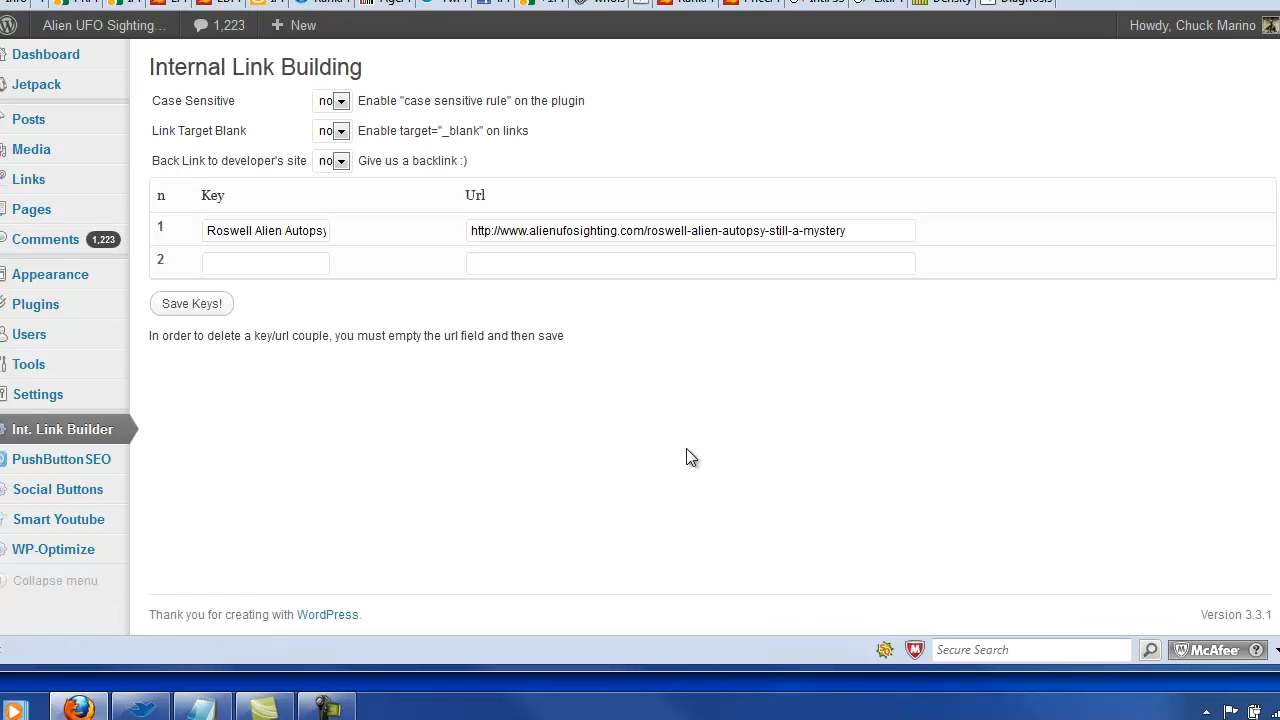 Alien UFO Sighting... 1,223 New Howdy, Chuck Marino
Dashboard
Jetpack
Posts
Media
Links
Pages
Comments 1,223
Appearance
Plugins
Users
Tools
Settings
Int. Link Builder
PushButtonSEO
Social Buttons
Smart Youtube
WP-Optimize
Collapse menu
Internal Link Building
Case Sensitive no Enable "case sensitive rule" on the plugin
Link Target Blank no Enable target="_blank" on links
Back Link to developer's site no Give us a backlink :)
n Key Url
1 Roswell Alien Autopsy http://www.alienufosighting.com/roswell-alien-autopsy-still-a-mystery
2
Save Keys!
In order to delete a key/url couple, you must empty the url field and then save
Thank you for creating with WordPress. Version 3.3.1
Secure Search McAfee